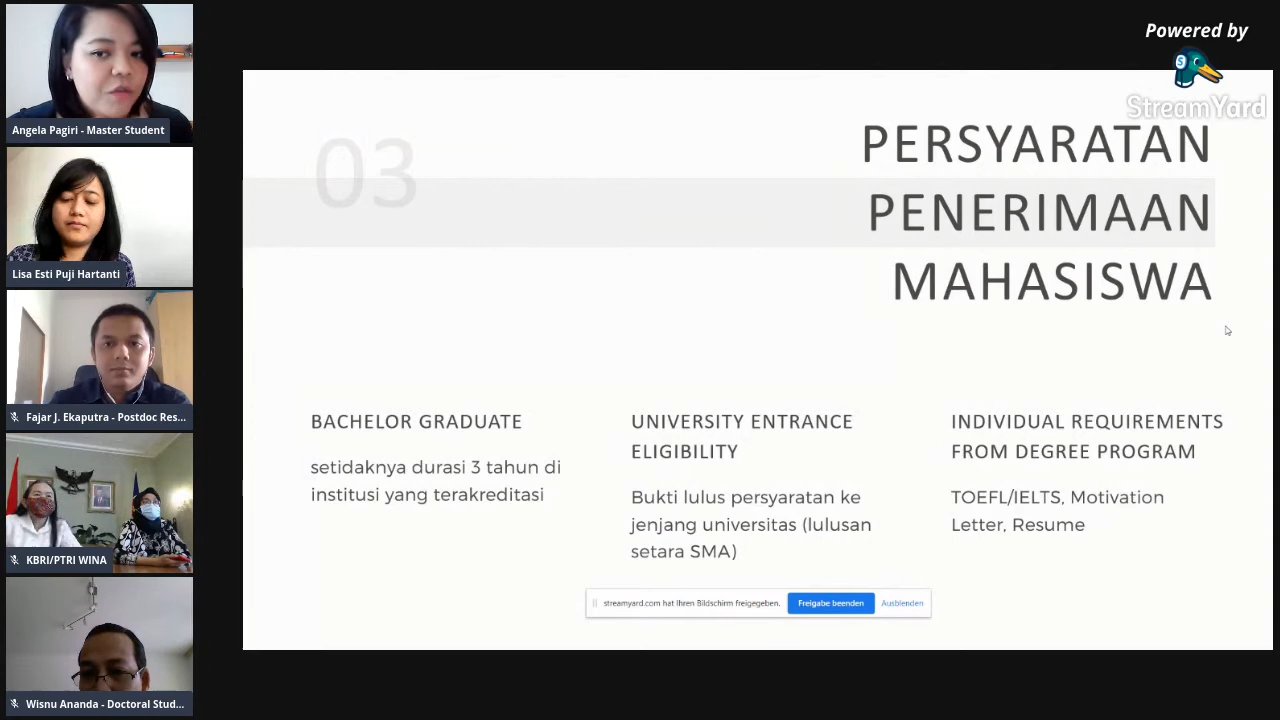 Powered by
StreamYard
Angela Pagiri - Master Student
Lisa Esti Puji Hartanti
Fajar J. Ekaputra - Postdoc Res...
KBRI/PTRI WINA
Wisnu Ananda - Doctoral Stud...
03
PERSYARATAN
PENERIMAAN
MAHASISWA
BACHELOR GRADUATE
setidaknya durasi 3 tahun di
institusi yang terakreditasi
UNIVERSITY ENTRANCE
ELIGIBILITY
Bukti lulus persyaratan ke
jenjang universitas (lulusan
setara SMA)
INDIVIDUAL REQUIREMENTS
FROM DEGREE PROGRAM
TOEFL/IELTS, Motivation
Letter, Resume
streamyard.com hat Ihren Bildschirm freigegeben. Freigabe beenden Ausblenden